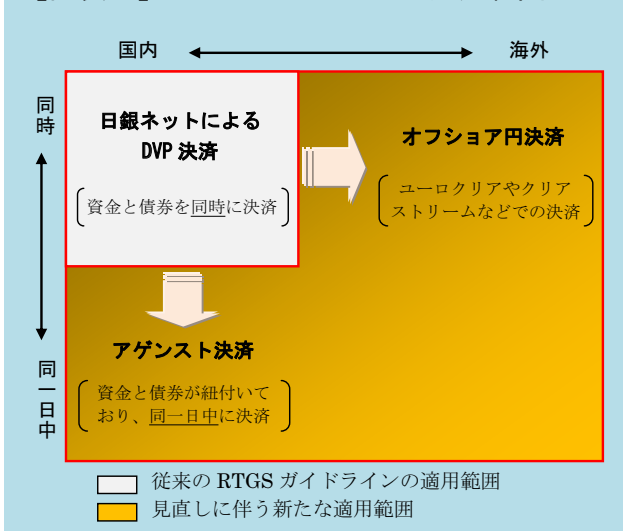 国内
海外
同時
日銀ネットによる
DVP 決済
資金と債券を同時に決済
オフショア円決済
ユーロクリアやクリア
ストリームなどでの決済
アゲンスト決済
資金と債券が紐付いて
おり、同一日中に決済
同一日中
従来の RTGS ガイドラインの適用範囲
見直しに伴う新たな適用範囲